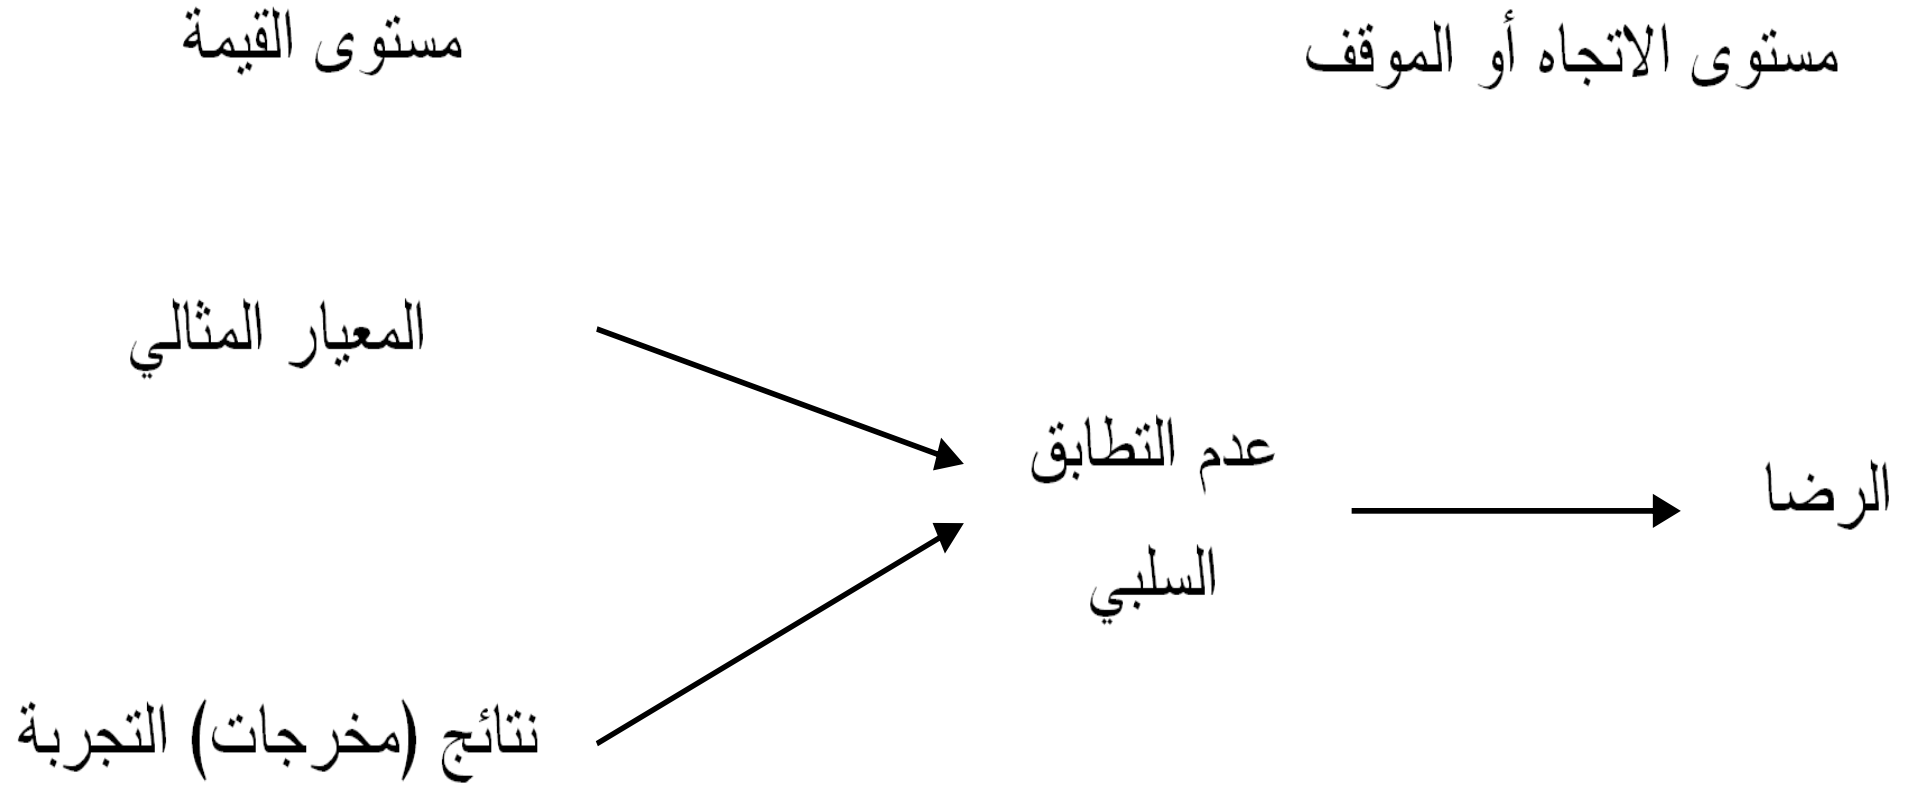 مستوى الاتجاه أو الموقف
مستوى القيمة
المعيار المثالي
عدم التطابق
السلبي
الرضا
نتائج (مخرجات) التجربة